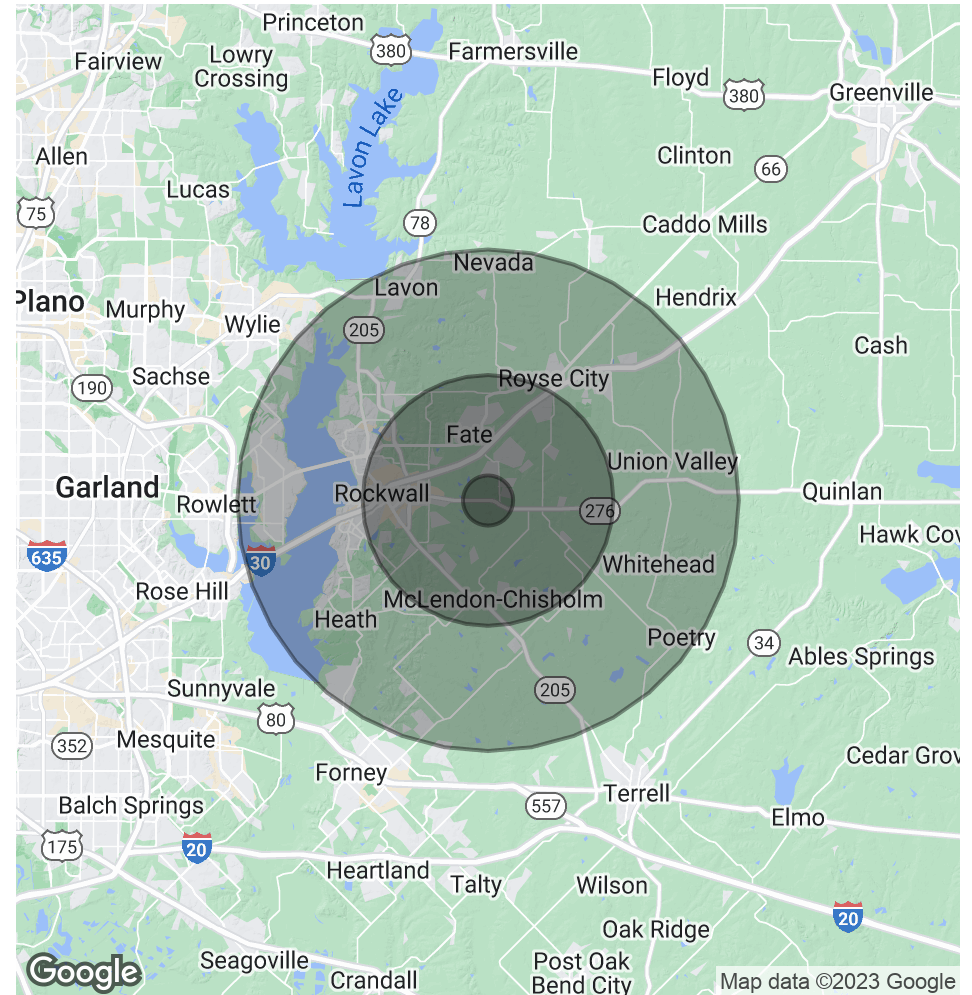 Princeton
380
Farmersville
Fairview
Lowry
Crossing
Floyd
380
Greenville
Lavon Lake
Allen
Clinton
66
Lucas
75
78
Caddo Mills
Nevada
Lavon
Hendrix
Plano
Murphy
Wylie
205
Cash
Sachse
190
Royse City
Fate
Union Valley
Garland
Rowlett
Rockwall
276
Quinlan
Hawk Cov
635
30
Whitehead
Rose Hill
McLendon-Chisholm
Heath
Poetry
34
Ables Springs
Sunnyvale
205
80
352
Mesquite
Cedar Grov
Forney
Terrell
Balch Springs
557
Elmo
175
20
Heartland
Talty
Wilson
20
Oak Ridge
Seagoville
Post Oak
Bend City
Crandall
Google
Map data ©2023 Google